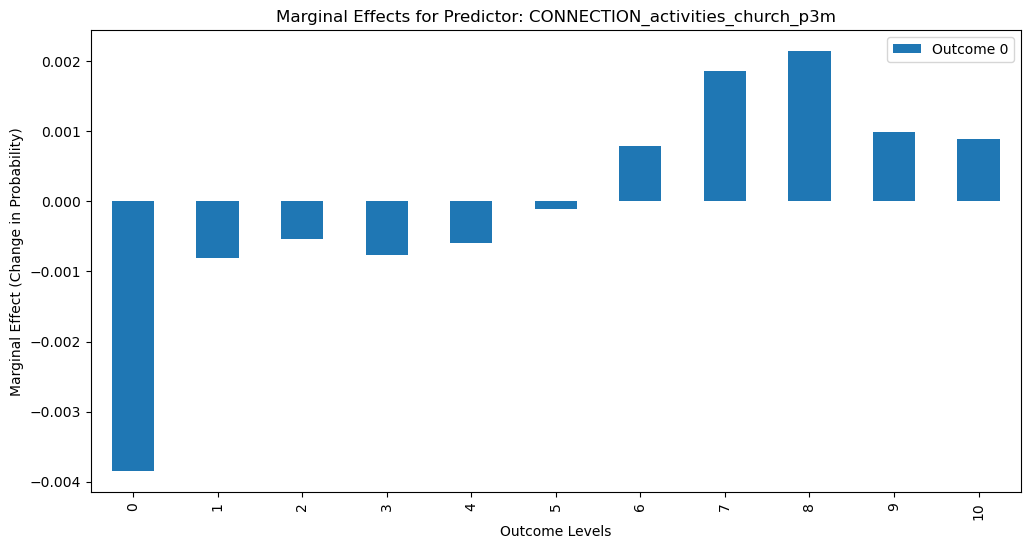 Marginal Effects for Predictor: CONNECTION_activities_church_p3m
Outcome 0
Marginal Effect (Change in Probability)
0.002
0.001
0.000
−0.001
−0.002
−0.003
−0.004
0 1 2 3 4 5 6 7 8 9 10
Outcome Levels